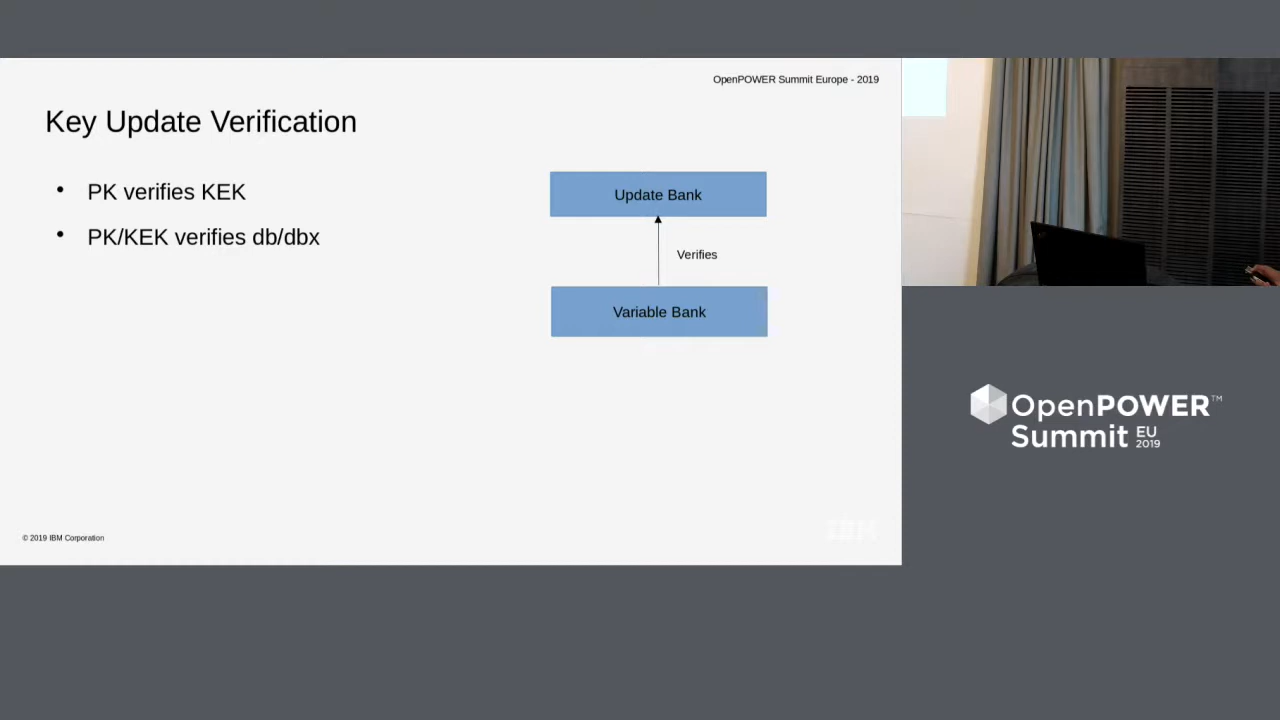 OpenPOWER Summit Europe - 2019
Key Update Verification
• PK verifies KEK
• PK/KEK verifies db/dbx
Update Bank
Verifies
Variable Bank
© 2019 IBM Corporation
IBM
OpenPOWER™
Summit EU 2019